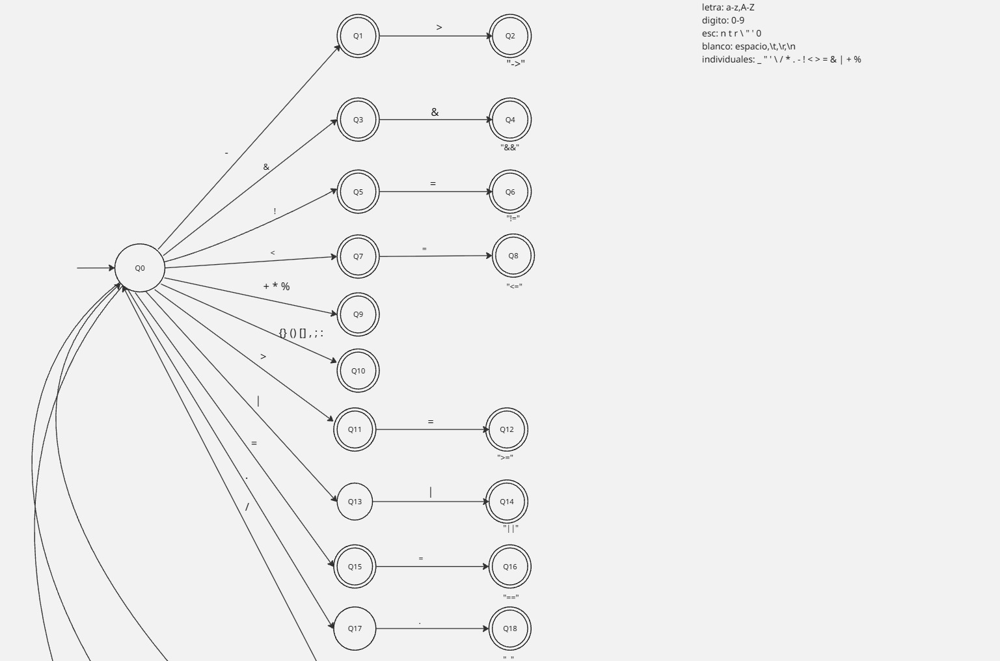 letra: a-z,A-Z
digito: 0-9
esc: n t r \ " ' 0
blanco: espacio,\t,\r,\n
individuales: _ " ' \ / * . - ! < > = & | + %
Q1
>
Q2
"->"
Q3
&
Q4
"&&"
-
&
Q5
=
Q6
"!="
!
Q7
=
Q8
"<="
<
Q0
+ * %
Q9
{} () [] , ; :
Q10
>
Q11
=
Q12
">="
|
Q13
|
Q14
"||"
=
.
/
Q15
=
Q16
"=="
Q17
.
Q18